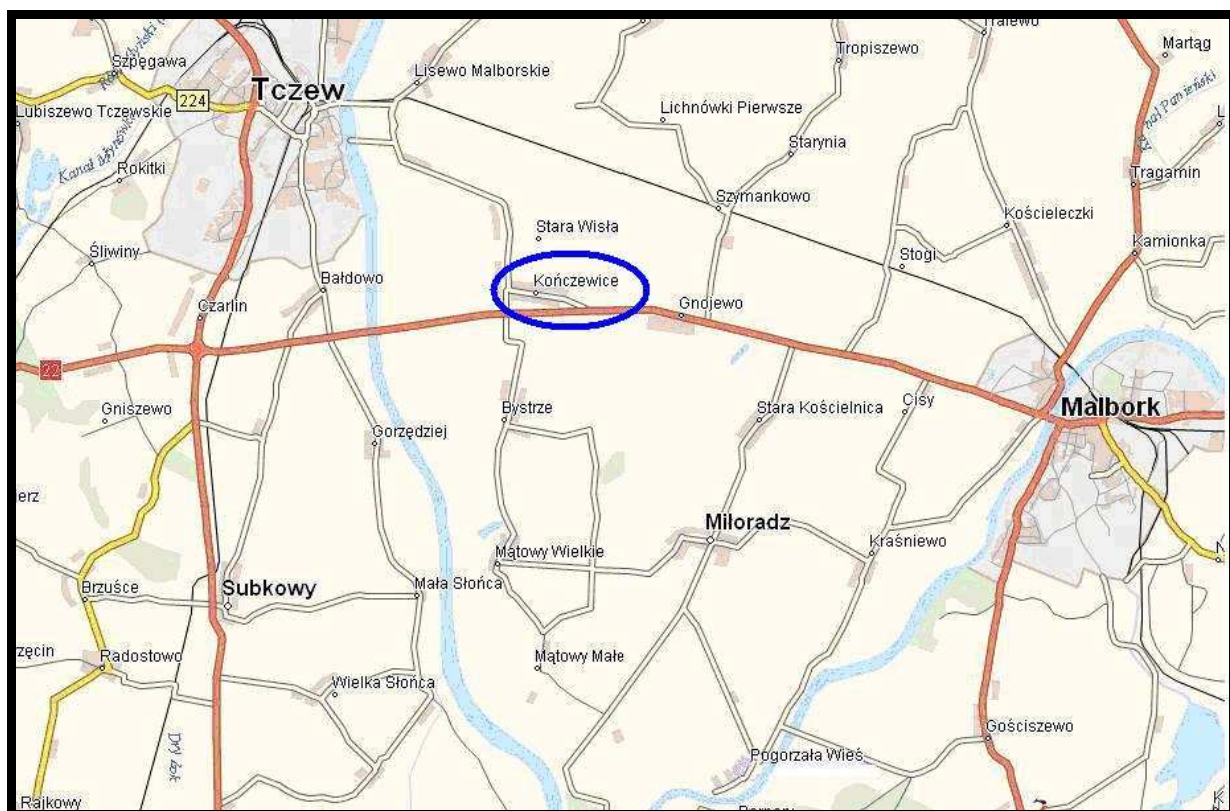 Tralewo
Martąg
Tropiszewo
Szpęgawa
Lisewo Malborskie
Tczew
224
Lubiszewo Tczewskie
Lichnówki Pierwsze
Starynia
Rokitki
Tragamin
Szymankowo
Kościeleczki
Stara Wisła
Śliwiny
Kamionka
Stogi
Bałdowo
Kończewice
Czarlin
Gnojewo
22
Cisy
Malbork
Gniszewo
Bystrze
Stara Kościelnica
Gorzędziej
Miłoradz
Mątowy Wielkie
Kraśniewo
Brzuśce
Subkowy
Mała Słońca
Radostowo
Mątowy Małe
Wielka Słońca
Gościszewo
Pogorzała Wieś
Rajkowy